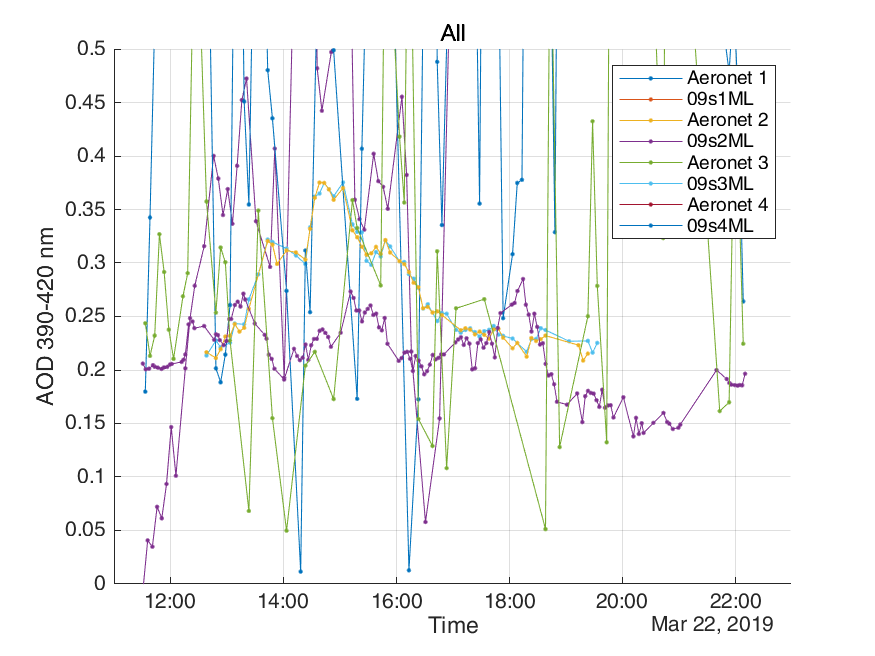 All
AOD 390-420 nm
0.5
0.45
0.4
0.35
0.3
0.25
0.2
0.15
0.1
0.05
0
Aeronet 1
09s1ML
Aeronet 2
09s2ML
Aeronet 3
09s3ML
Aeronet 4
09s4ML
12:00 14:00 16:00 18:00 20:00 22:00
Time
Mar 22, 2019